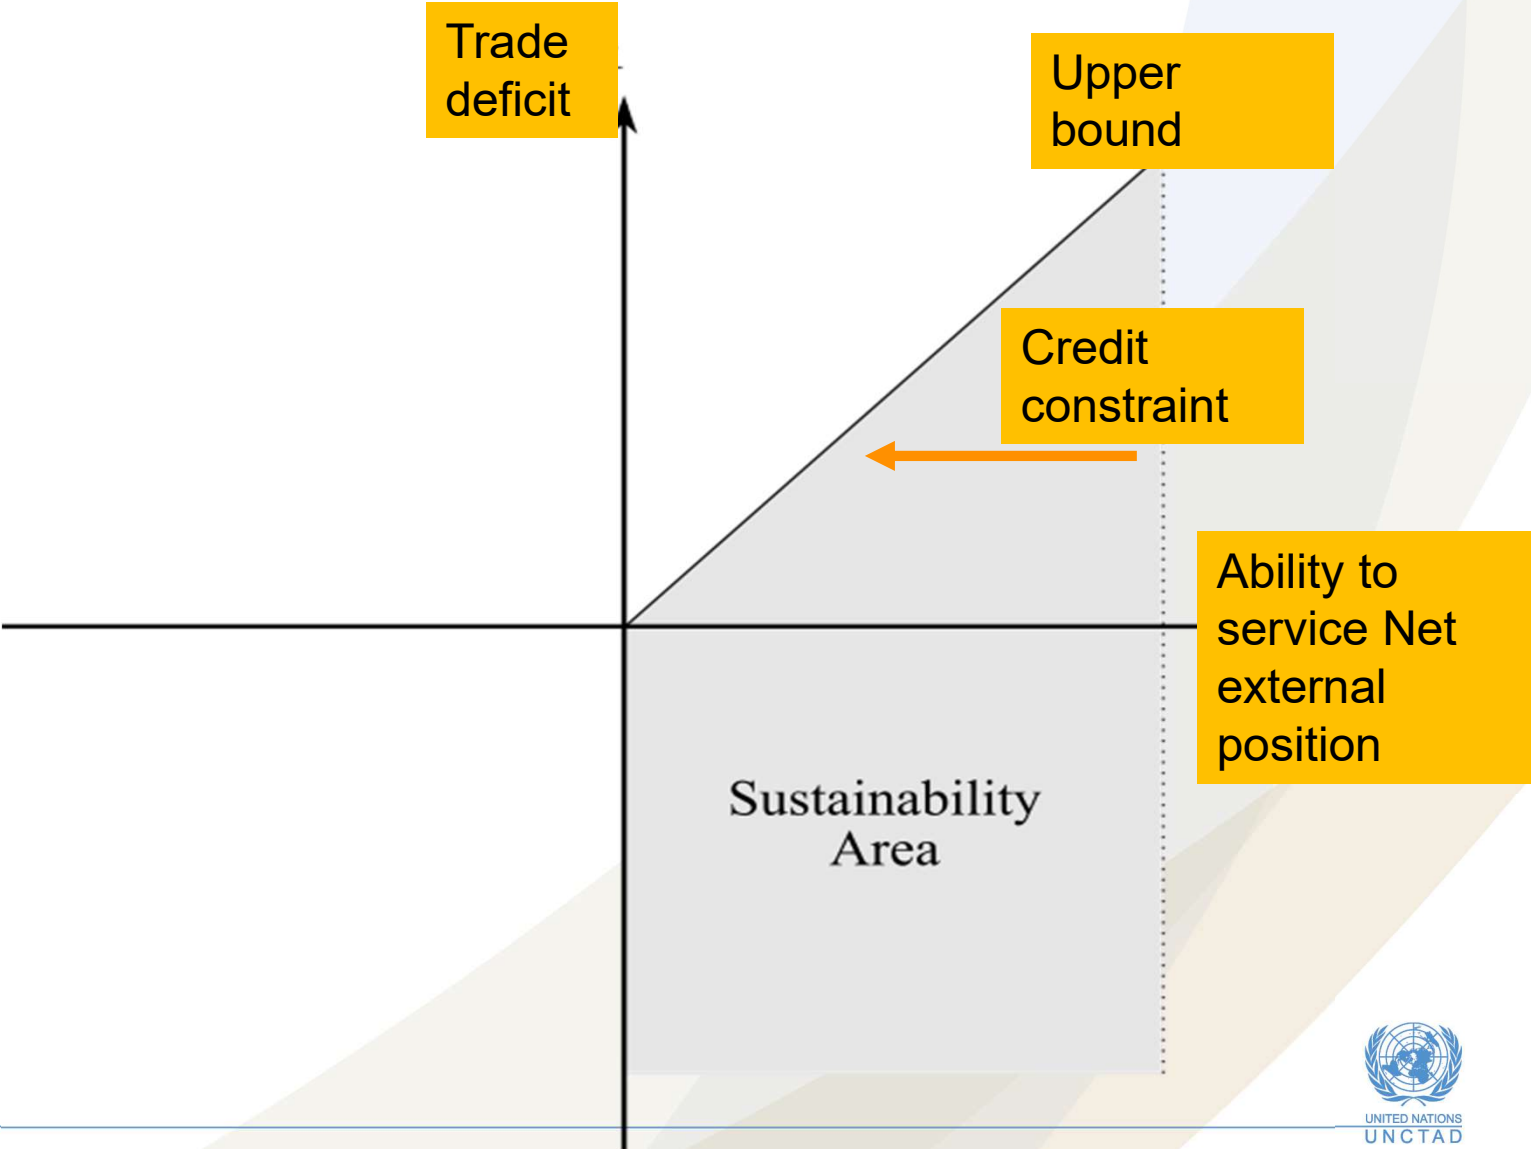 Trade
deficit
Upper
bound
Credit
constraint
Ability to
service Net
external
position
Sustainability
Area
UNITED NATIONS
UNCTAD